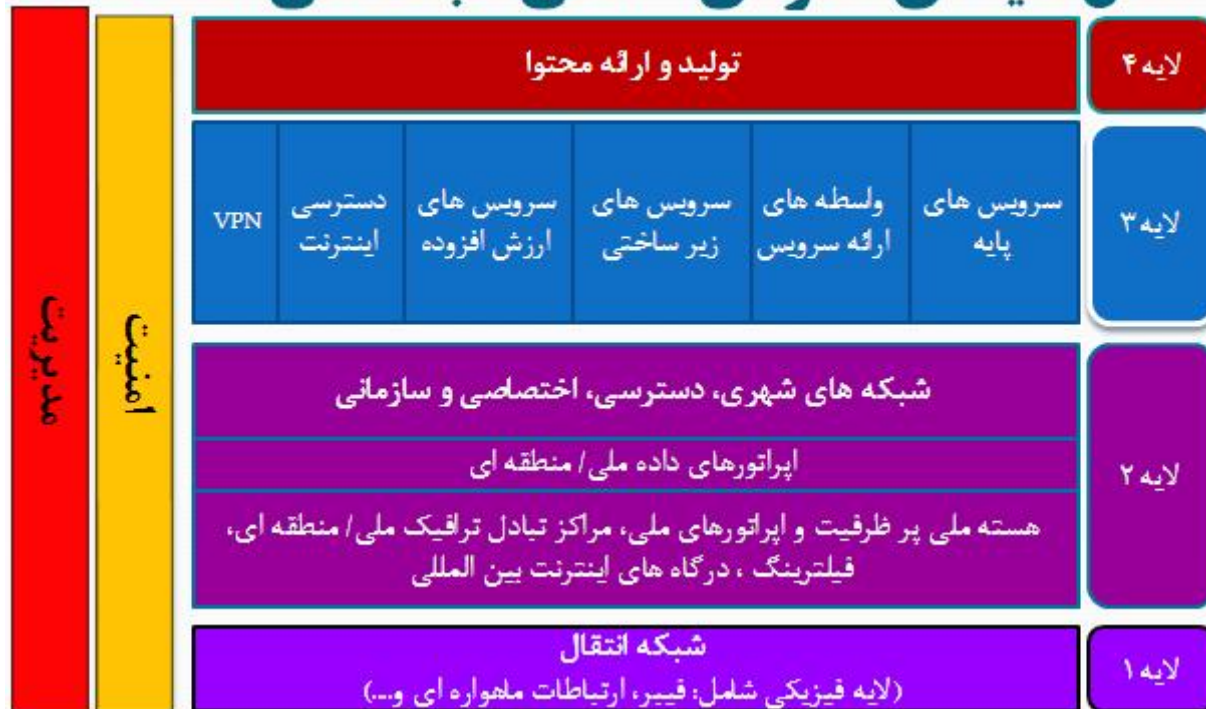 لایه ۴
تولید و ارائه محتوا
لایه ۳
سرویس های
پایه
واسطه های
ارائه سرویس
سرویس های
زیر ساختی
سرویس های
ارزش افزوده
دسترسی
اینترنت
VPN
لایه ۲
شبکه های شهری، دسترسی، اختصاصی و سازمانی
اپراتورهای داده ملی/ منطقه ای
هسته ملی پر ظرفیت و اپراتورهای ملی، مراکز تبادل ترافیک ملی/ منطقه ای،
فیلترینگ ، درگاه های اینترنت بین المللی
لایه ۱
شبکه انتقال
(لایه فیزیکی شامل: فیبر، ارتباطات ماهواره ای و...)
امنیت
مدیریت